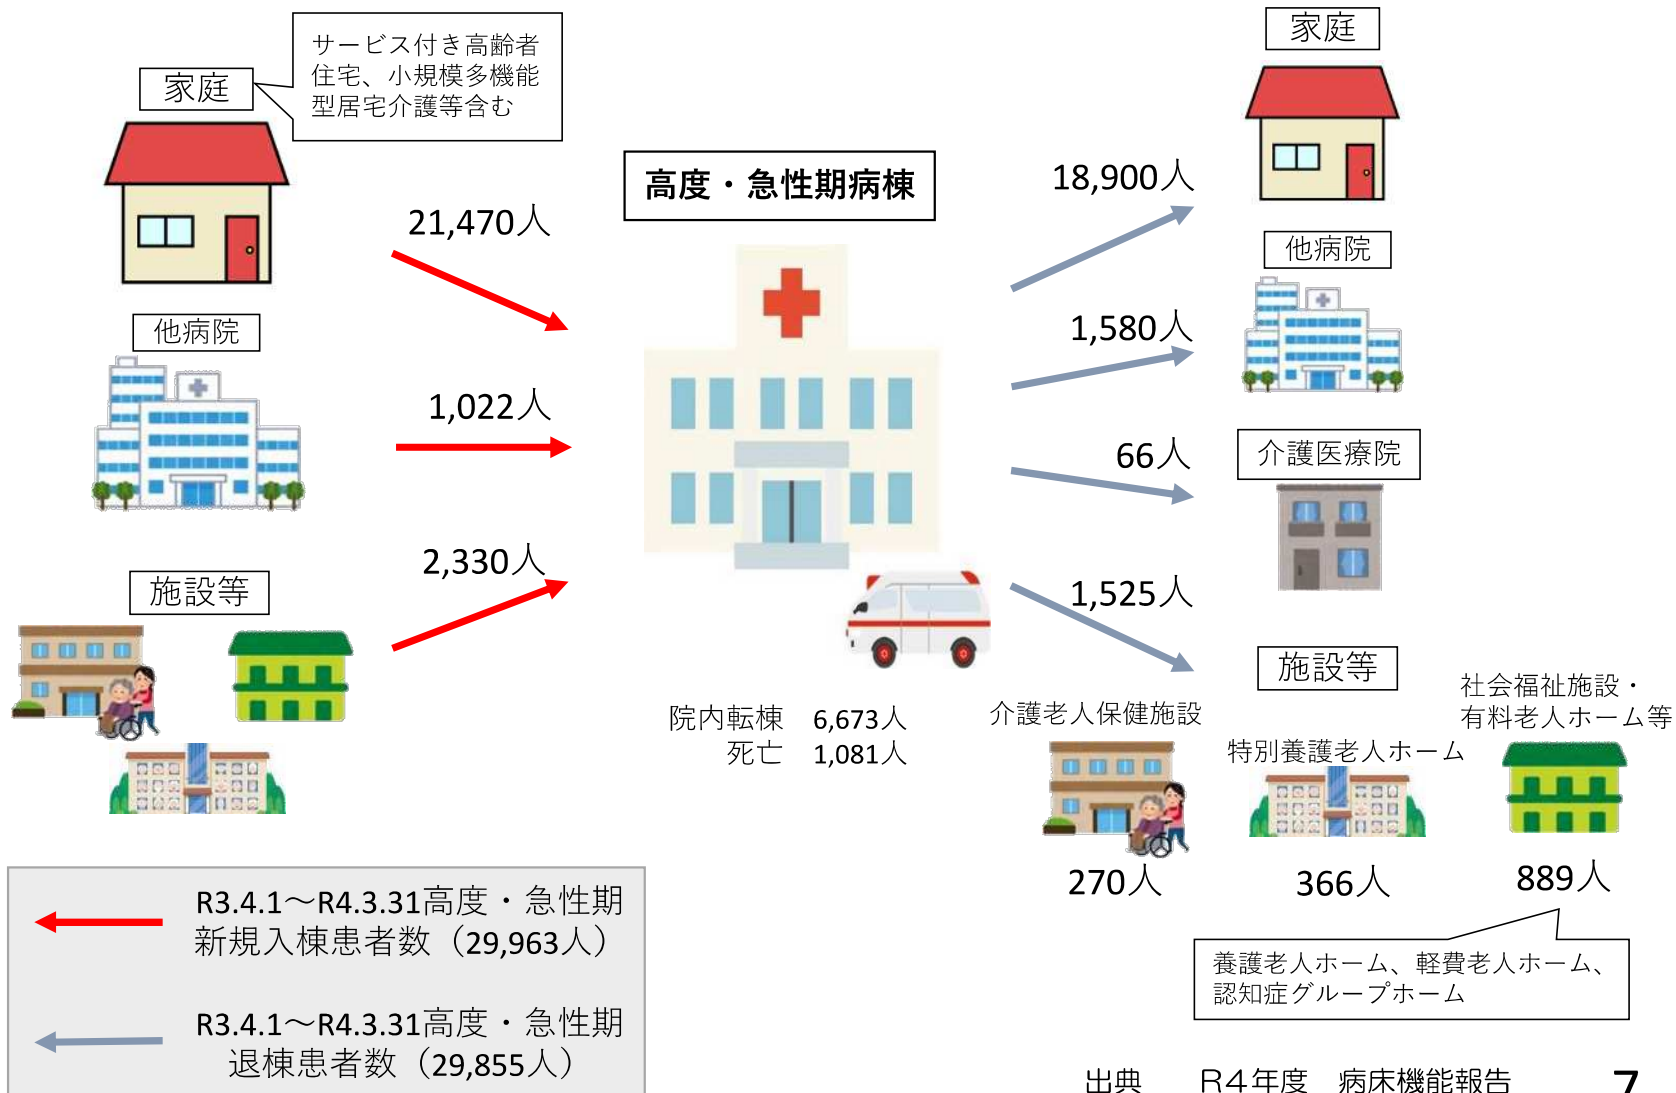 家庭
サービス付き高齢者
住宅、小規模多機能
型居宅介護等含む
21,470人
他病院
1,022人
施設等
2,330人
高度・急性期病棟
院内転棟 6,673人
死亡 1,081人
家庭
18,900人
他病院
1,580人
介護医療院
66人
1,525人
施設等
介護老人保健施設
270人
特別養護老人ホーム
366人
社会福祉施設・
有料老人ホーム等
889人
養護老人ホーム、軽費老人ホーム、
認知症グループホーム
R3.4.1～R4.3.31高度・急性期
新規入棟患者数（29,963人）
R3.4.1～R4.3.31高度・急性期
退棟患者数（29,855人）
出典 R４年度 病床機能報告
7